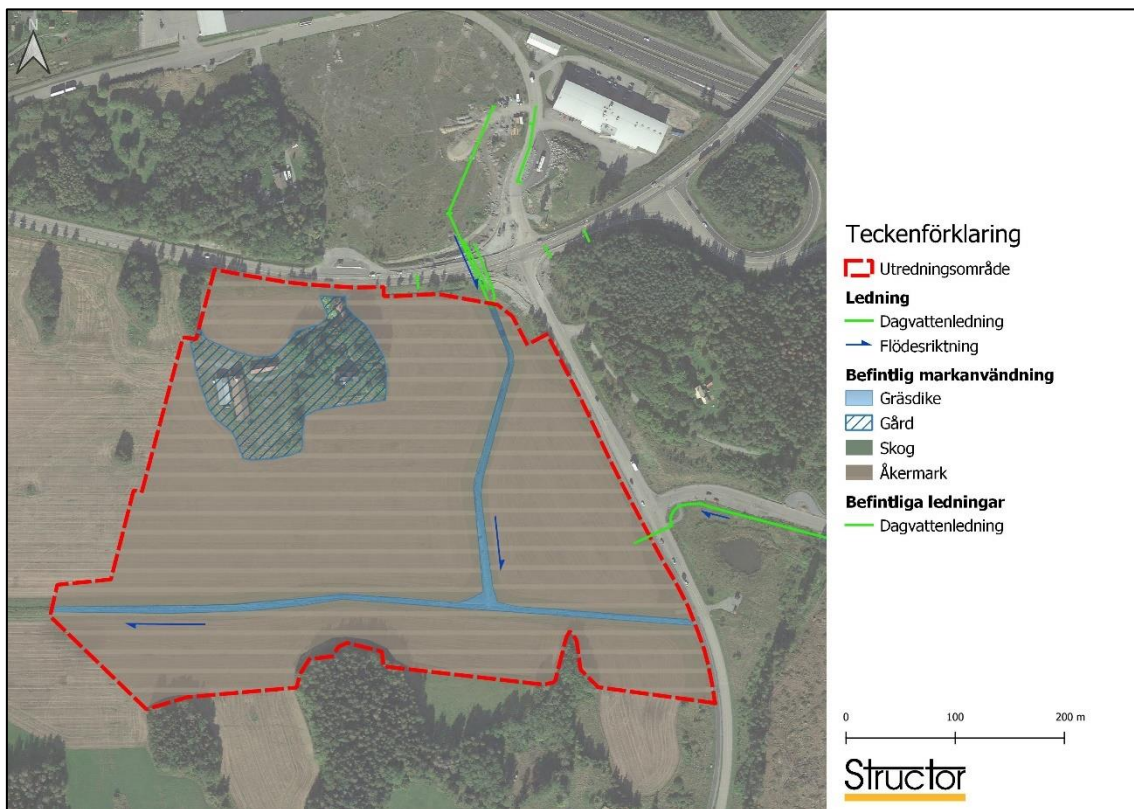 N
Teckenförklaring
Utredningsområde
Ledning
Dagvattenledning
Flödesriktning
Befintlig markanvändning
Gräsdike
Gård
Skog
Åkermark
Befintliga ledningar
Dagvattenledning
0 100 200 m
Structor